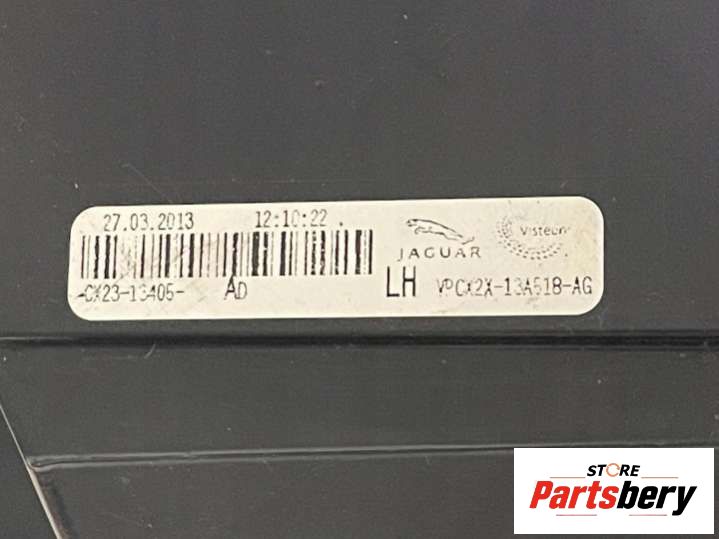 27.03.2013 12:10:22 .
JAGUAR
Visteon
-CX23-13405- AD
LH VPCX2X-13A518-AG
STORE
Partsbery